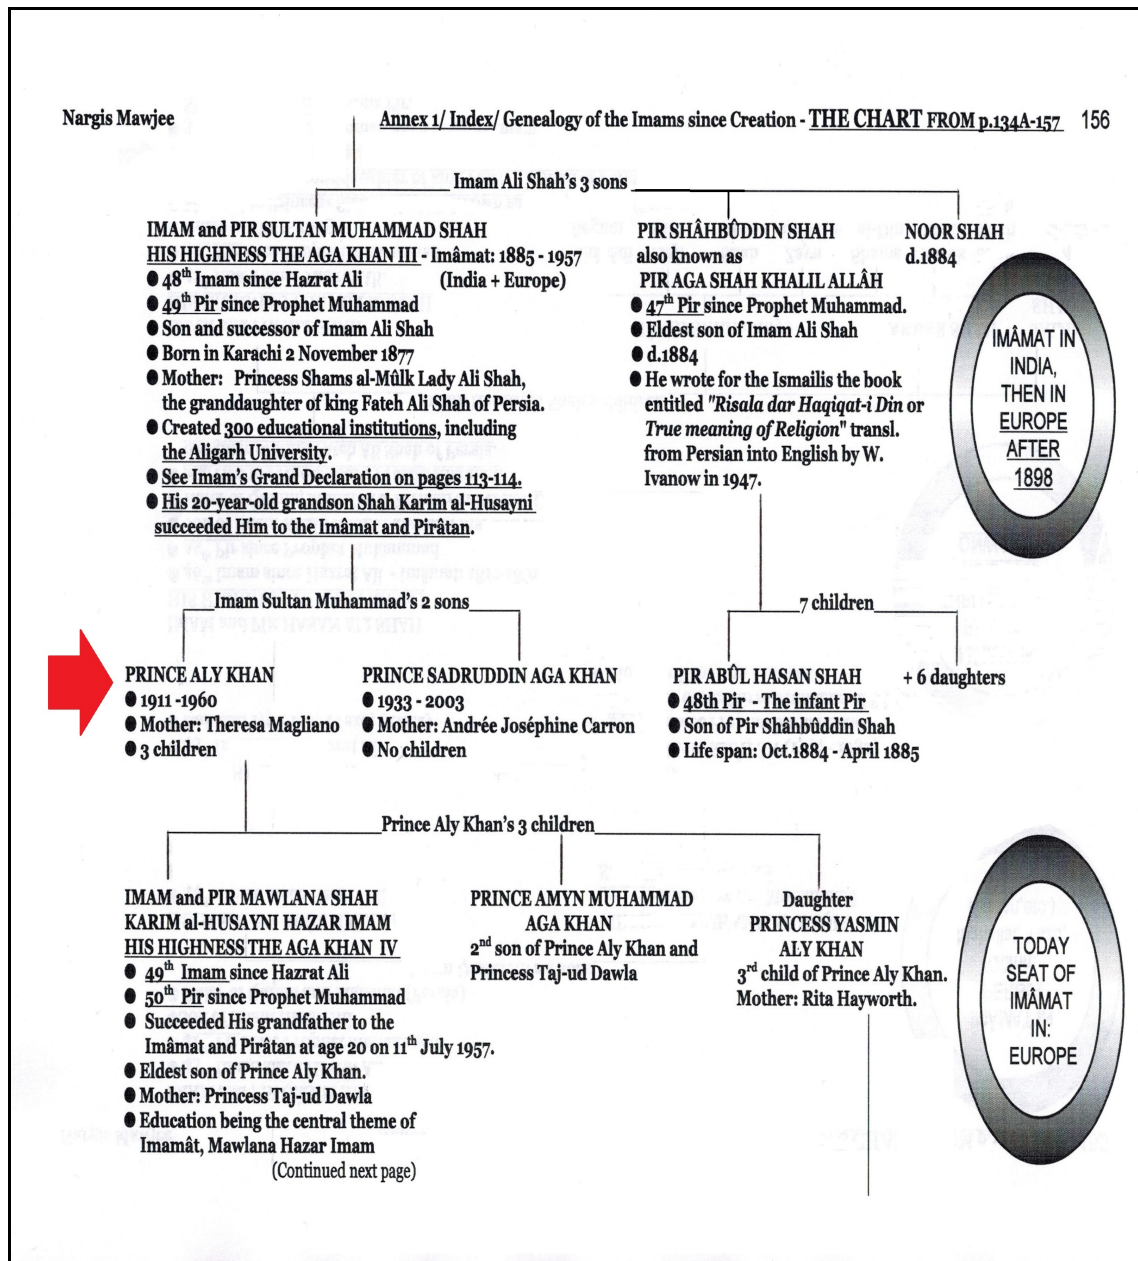 Nargis Mawjee
Annex 1/ Index/ Genealogy of the Imams since Creation - THE CHART FROM p.134A-157 156
Imam Ali Shah's 3 sons
IMAM and PIR SULTAN MUHAMMAD SHAH
HIS HIGHNESS THE AGA KHAN III - Imâmat: 1885 - 1957
● 48th Imam since Hazrat Ali (India + Europe)
● 49th Pir since Prophet Muhammad
● Son and successor of Imam Ali Shah
● Born in Karachi 2 November 1877
● Mother: Princess Shams al-Mûlk Lady Ali Shah,
the granddaughter of king Fateh Ali Shah of Persia.
● Created 300 educational institutions, including
the Aligarh University.
● See Imam's Grand Declaration on pages 113-114.
● His 20-year-old grandson Shah Karim al-Husayni
succeeded Him to the Imâmat and Pirâtan.
PIR SHÂHBÛDDIN SHAH
also known as
PIR AGA SHAH KHALIL ALLÂH
● 47th Pir since Prophet Muhammad.
● Eldest son of Imam Ali Shah
● d.1884
● He wrote for the Ismailis the book
entitled "Risala dar Haqiqat-i Din or
True meaning of Religion" transl.
from Persian into English by W.
Ivanow in 1947.
NOOR SHAH
d.1884
IMÂMAT IN
INDIA,
THEN IN
EUROPE
AFTER
1898
Imam Sultan Muhammad's 2 sons
7 children
PRINCE ALY KHAN
● 1911 -1960
● Mother: Theresa Magliano
● 3 children
PRINCE SADRUDDIN AGA KHAN
● 1933 - 2003
● Mother: Andrée Joséphine Carron
● No children
PIR ABÛL HASAN SHAH
● 48th Pir - The infant Pir
● Son of Pir Shâhbûddin Shah
● Life span: Oct.1884 - April 1885
+ 6 daughters
Prince Aly Khan's 3 children
IMAM and PIR MAWLANA SHAH
KARIM al-HUSAYNI HAZAR IMAM
HIS HIGHNESS THE AGA KHAN IV
● 49th Imam since Hazrat Ali
● 50th Pir since Prophet Muhammad
● Succeeded His grandfather to the
Imâmat and Pirâtan at age 20 on 11th July 1957.
● Eldest son of Prince Aly Khan.
● Mother: Princess Taj-ud Dawla
● Education being the central theme of
Imamât, Mawlana Hazar Imam
(Continued next page)
PRINCE AMYN MUHAMMAD
AGA KHAN
2nd son of Prince Aly Khan and
Princess Taj-ud Dawla
Daughter
PRINCESS YASMIN
ALY KHAN
3rd child of Prince Aly Khan.
Mother: Rita Hayworth.
TODAY
SEAT OF
IMÂMAT
IN:
EUROPE